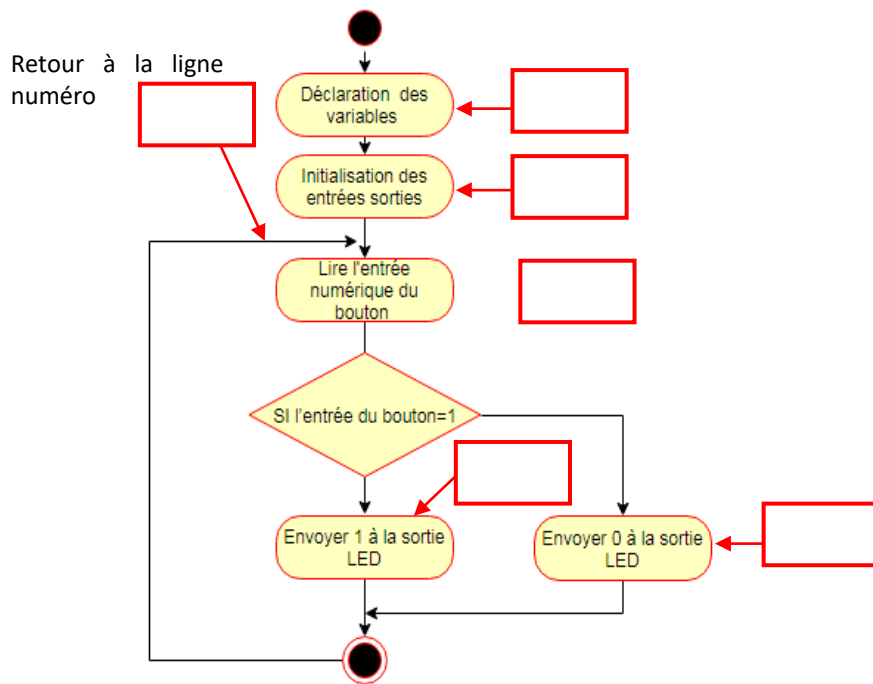 Retour à la ligne
numéro
Déclaration des
variables
Initialisation des
entrées sorties
Lire l'entrée
numérique du
bouton
SI l'entrée du bouton=1
Envoyer 1 à la sortie
LED
Envoyer 0 à la sortie
LED